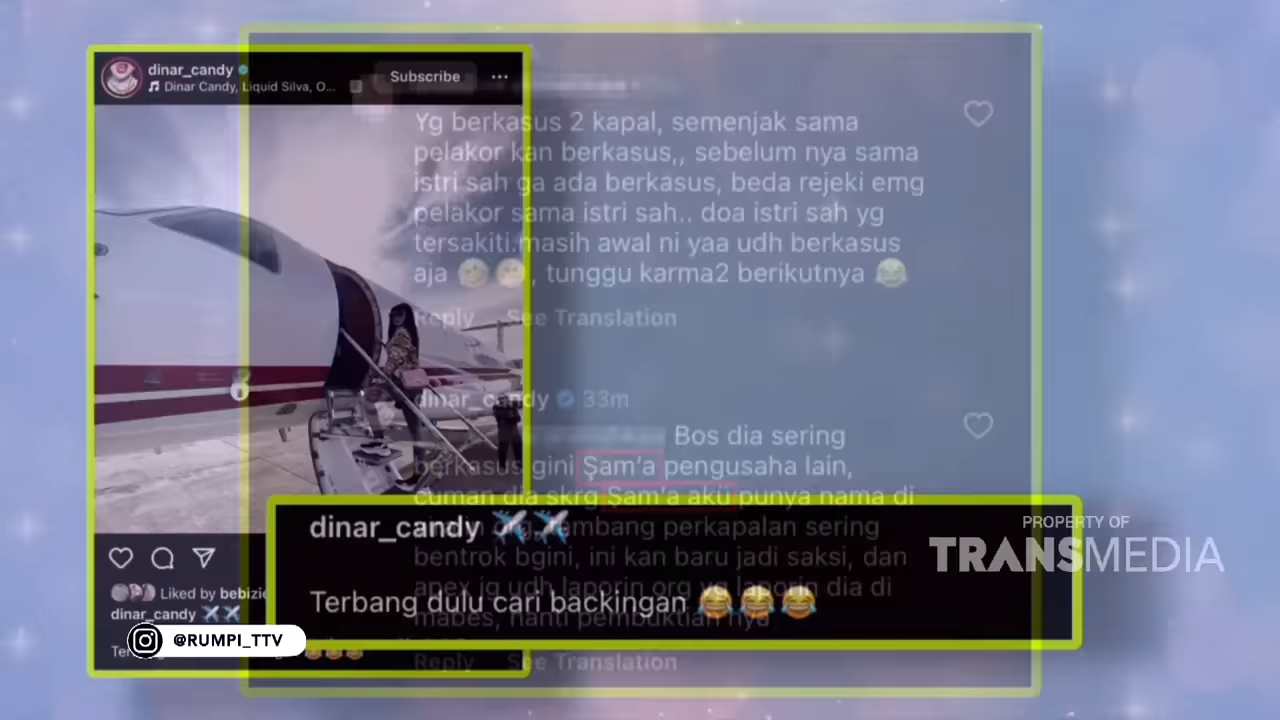 dinar_candy
Dinar Candy, Liquid Silva, O...
Subscribe
Yg berkasus 2 kapal, semenjak sama
pelakor kan berkasus,, sebelum nya sama
istri sah ga ada berkasus, beda rejeki emg
pelakor sama istri sah.. doa istri sah yg
tersakiti.masih awal ni yaa udh berkasus
aja 😅😁, tunggu karma2 berikutnya 😂
Reply See Translation
dinar_candy 33m
Bos dia sering
berkasus gini Şam'a pengusaha lain,
cuman dia skrg Şam'a akü punya nama di
tambang perkapalan sering
bentrok bgini, ini kan baru jadi saksi, dan
apex jg udh laporin org yg laporin dia di
mabes, nanti pembuktian nya
Reply See Translation
dinar_candy ✈️✈️
Terbang dulu cari backingan 😂😂😂
Liked by bebizie
dinar_candy ✈️✈️
@RUMPI_TTV
PROPERTY OF
TRANSMEDIA